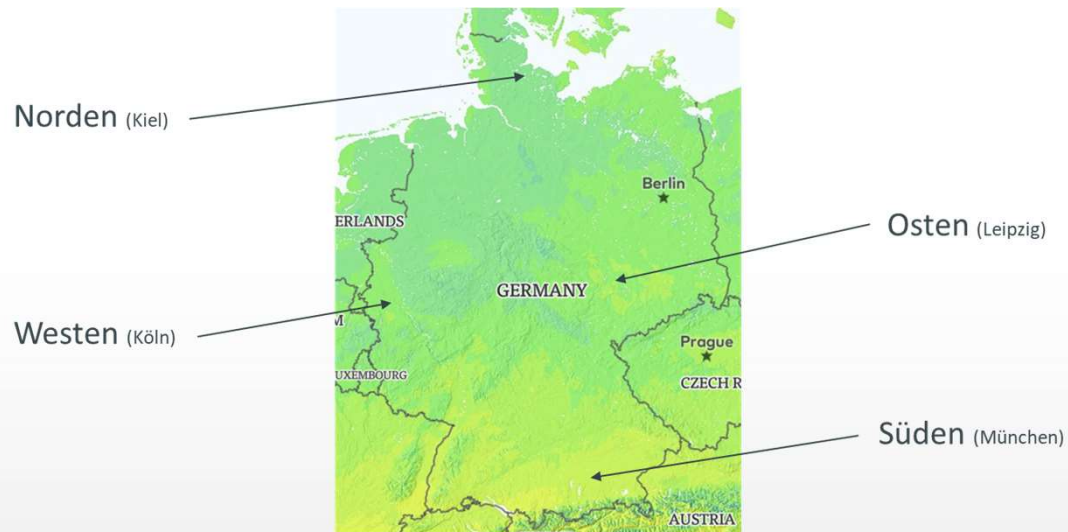 Norden (Kiel)
Berlin
ERLANDS
Osten (Leipzig)
GERMANY
M
Westen (Köln)
Prague
UXEMBOURG
CZECH R
Süden (München)
AUSTRIA